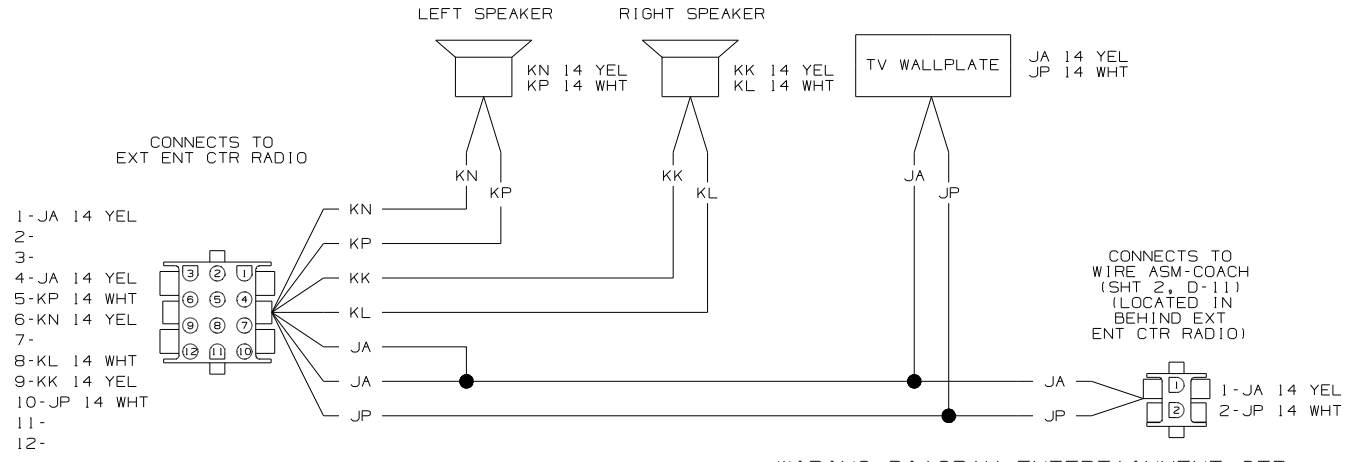 LEFT SPEAKER
RIGHT SPEAKER
KN 14 YEL
KP 14 WHT
KK 14 YEL
KL 14 WHT
TV WALLPLATE
JA 14 YEL
JP 14 WHT
CONNECTS TO
EXT ENT CTR RADIO
KN
KP
KK
KL
JA
JP
1-JA 14 YEL
2-
3-
4-JA 14 YEL
5-KP 14 WHT
6-KN 14 YEL
7-
8-KL 14 WHT
9-KK 14 YEL
10-JP 14 WHT
11-
12-
3 2 1
6 5 4
9 8 7
12 11 10
KN
KP
KK
KL
JA
JA
JP
CONNECTS TO
WIRE ASM-COACH
(SHT 2, D-11)
(LOCATED IN
BEHIND EXT
ENT CTR RADIO)
JA
JP
1
2
1-JA 14 YEL
2-JP 14 WHT